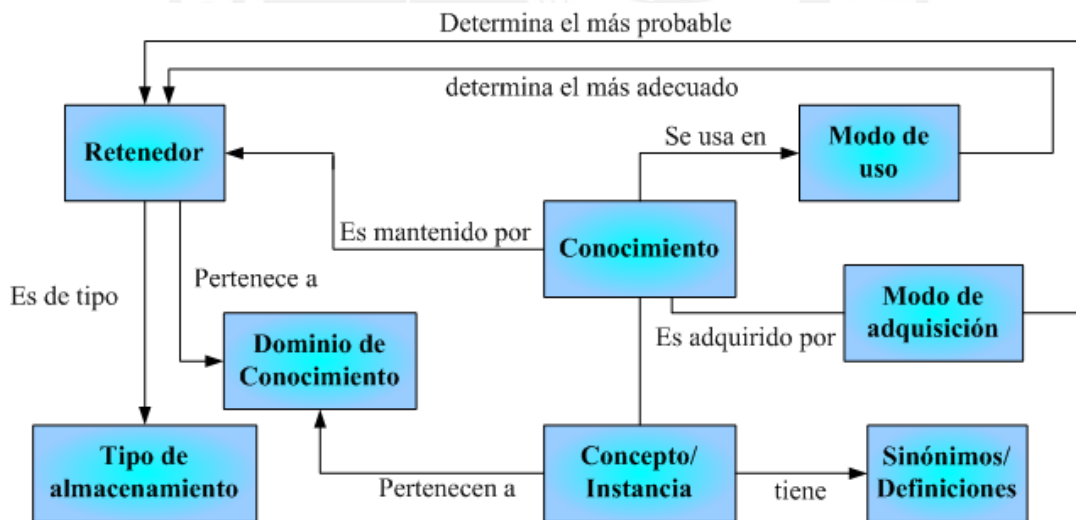 Determina el más probable
determina el más adecuado
Retenedor
Se usa en
Modo de
uso
Es mantenido por
Conocimiento
Es de tipo
Pertenece a
Modo de
adquisición
Es adquirido por
Dominio de
Conocimiento
Tipo de
almacenamiento
Pertenecen a
Concepto/
Instancia
tiene
Sinónimos/
Definiciones